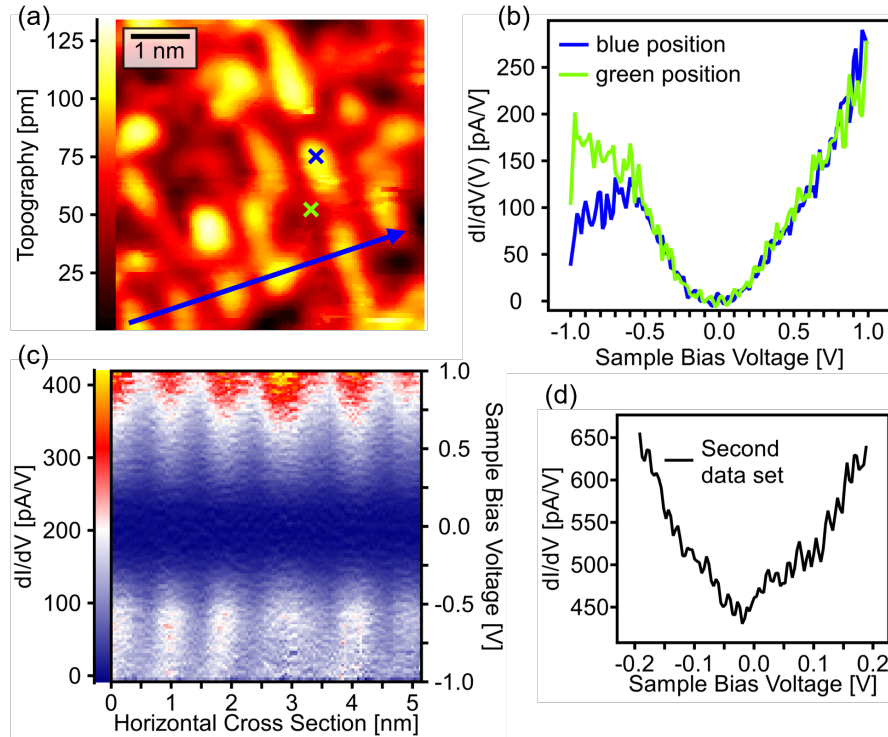 (a)
1 nm
Topography [pm]
125
100
75
50
25
(b)
blue position
green position
dI/dV(V) [pA/V]
250
200
150
100
50
0
-1.0
-0.5
0.0
0.5
1.0
Sample Bias Voltage [V]
(c)
dI/dV [pA/V]
400
300
200
100
0
1.0
0.5
0.0
-0.5
-1.0
Sample Bias Voltage [V]
0
1
2
3
4
5
Horizontal Cross Section [nm]
(d)
Second
data set
dI/dV [pA/V]
650
600
550
500
450
-0.2
-0.1
0.0
0.1
0.2
Sample Bias Voltage [V]